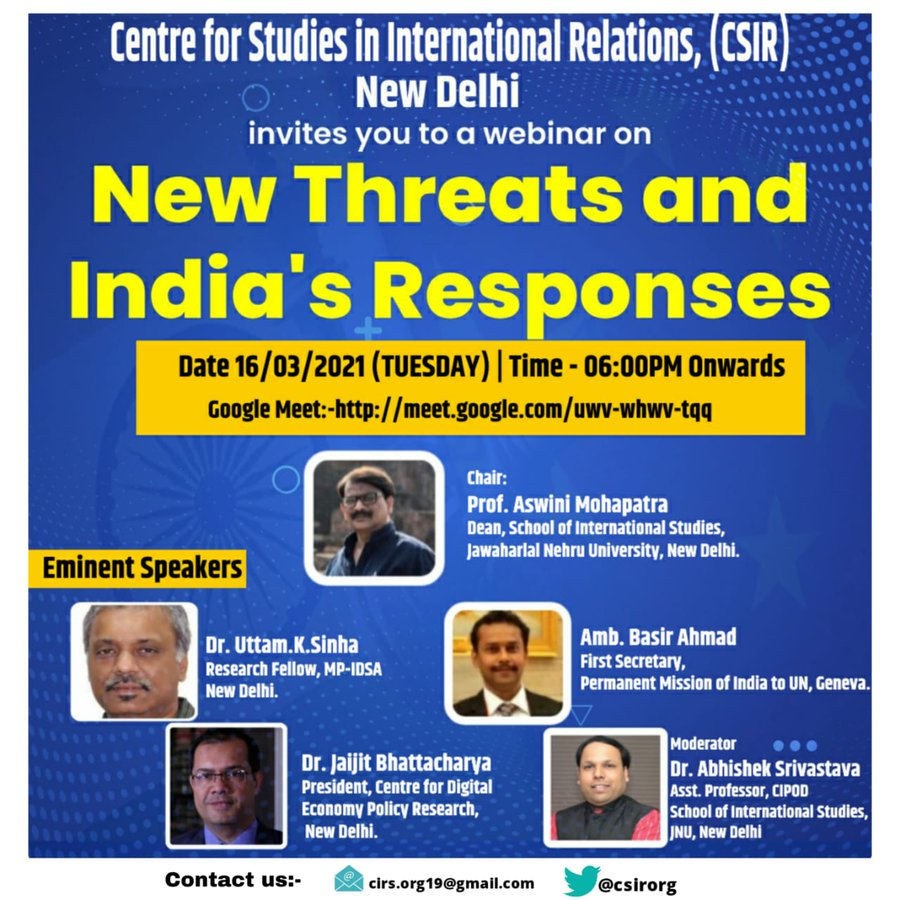 Centre for Studies in International Relations, (CSIR)
New Delhi
invites you to a webinar on
New Threats and
India's Responses
Date 16/03/2021 (TUESDAY) | Time - 06:00PM Onwards
Google Meet:-http://meet.google.com/uwv-whwv-tqq
Chair:
Prof. Aswini Mohapatra
Dean, School of International Studies,
Jawaharlal Nehru University, New Delhi.
Eminent Speakers
Dr. Uttam.K.Sinha
Research Fellow, MP-IDSA
New Delhi.
Amb. Basir Ahmad
First Secretary,
Permanent Mission of India to UN, Geneva.
Dr. Jaijit Bhattacharya
President, Centre for Digital
Economy Policy Research,
New Delhi.
Moderator
Dr. Abhishek Srivastava
Asst. Professor, CIPOD
School of International Studies,
JNU, New Delhi
Contact us:- cirs.org19@gmail.com @csirorg